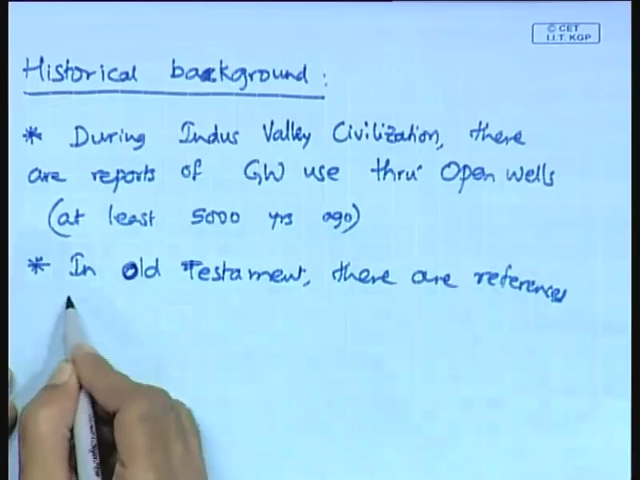 © CET
I.I.T. KGP
Historical background :
* During Indus Valley Civilization, there
are reports of GW use thru' Open wells
(at least 5000 yrs ago)
* In Old Testament, there are references